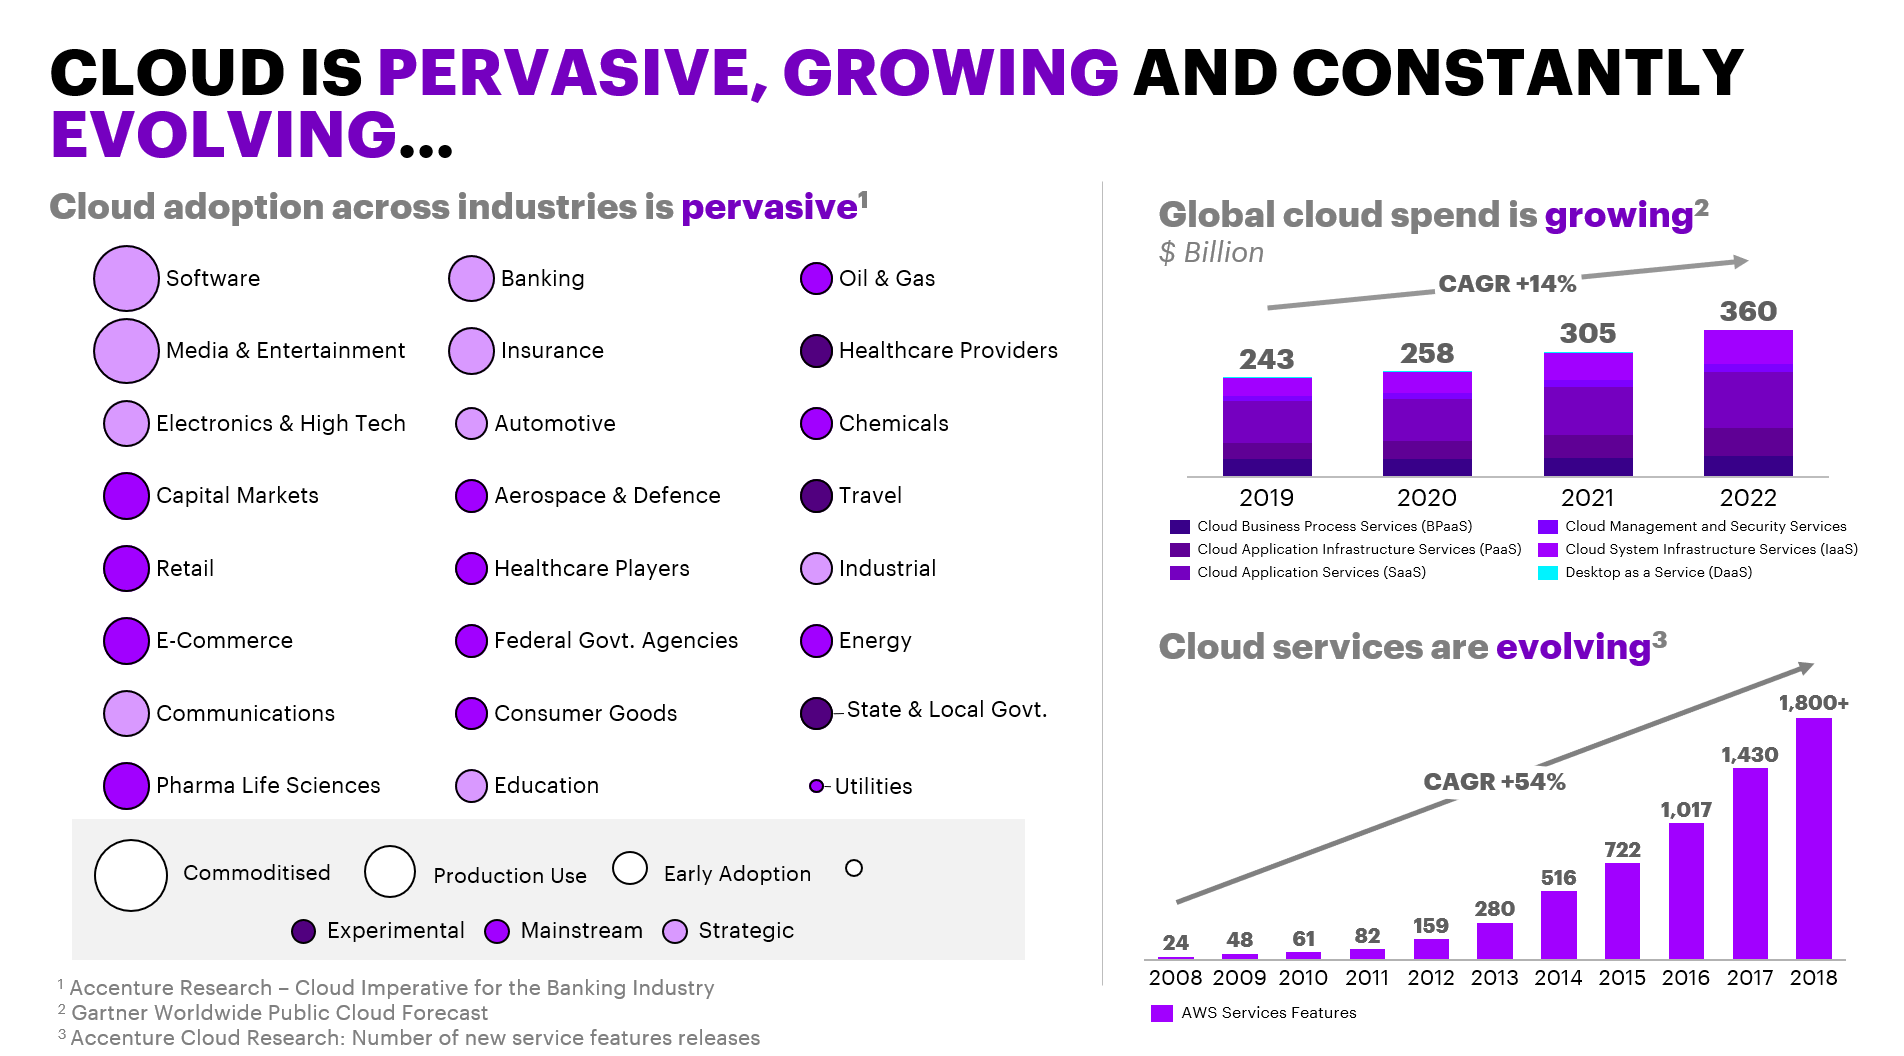 CLOUD IS PERVASIVE, GROWING AND CONSTANTLY
EVOLVING...
Cloud adoption across industries is pervasive¹
Software
Banking
Oil & Gas
Media & Entertainment
Insurance
Healthcare Providers
Electronics & High Tech
Automotive
Chemicals
Capital Markets
Aerospace & Defence
Travel
Retail
Healthcare Players
Industrial
E-Commerce
Federal Govt. Agencies
Energy
Communications
Consumer Goods
State & Local Govt.
Pharma Life Sciences
Education
Utilities
Commoditised
Production Use
Early Adoption
Experimental
Mainstream
Strategic
¹ Accenture Research – Cloud Imperative for the Banking Industry
² Gartner Worldwide Public Cloud Forecast
³ Accenture Cloud Research: Number of new service features releases
Global cloud spend is growing²
$ Billion
CAGR +14%
243
258
305
360
2019
2020
2021
2022
Cloud Business Process Services (BPaaS)
Cloud Management and Security Services
Cloud Application Infrastructure Services (PaaS)
Cloud System Infrastructure Services (IaaS)
Cloud Application Services (SaaS)
Desktop as a Service (DaaS)
Cloud services are evolving³
CAGR +54%
24
48
61
82
159
280
516
722
1,017
1,430
1,800+
2008
2009
2010
2011
2012
2013
2014
2015
2016
2017
2018
AWS Services Features